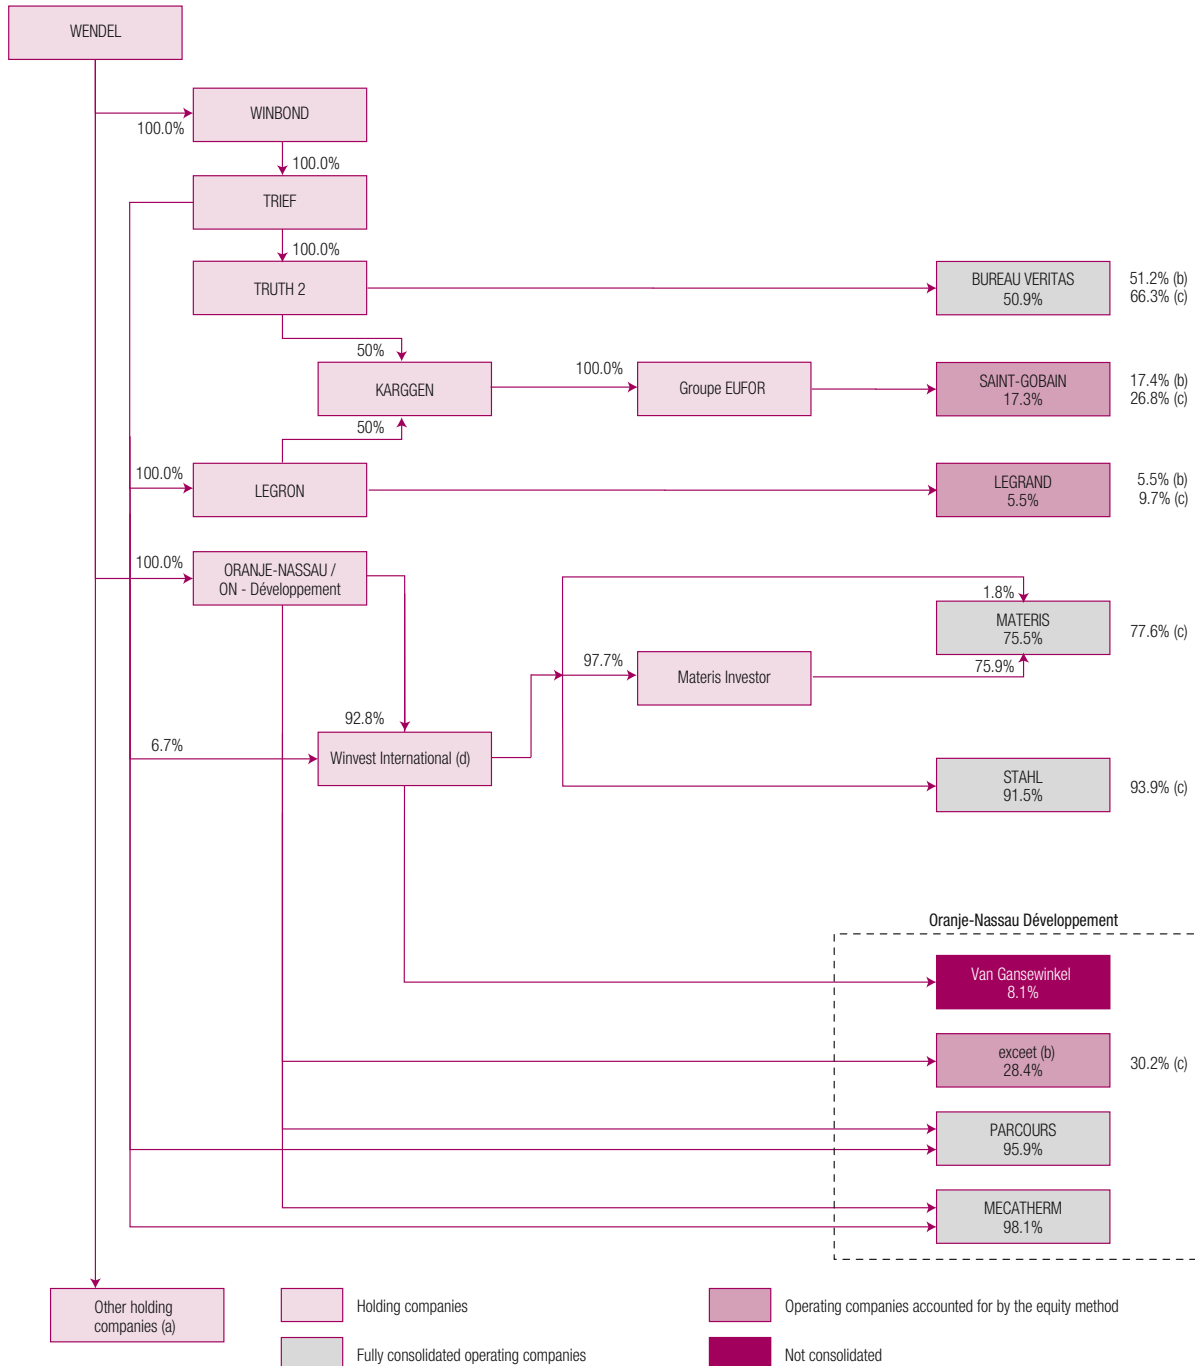 WENDEL
WINBOND
100.0%
100.0%
TRIEF
100.0%
TRUTH 2
BUREAU VERITAS
50.9%
51.2% (b)
66.3% (c)
50%
KARGGEN
100.0%
Groupe EUFOR
SAINT-GOBAIN
17.3%
17.4% (b)
26.8% (c)
50%
100.0%
LEGRON
LEGRAND
5.5%
5.5% (b)
9.7% (c)
100.0%
ORANJE-NASSAU /
ON - Développement
1.8%
MATERIS
75.5%
77.6% (c)
97.7%
Materis Investor
75.9%
92.8%
6.7%
Winvest International (d)
STAHL
91.5%
93.9% (c)
Oranje-Nassau Développement
Van Gansewinkel
8.1%
exceet (b)
28.4%
30.2% (c)
PARCOURS
95.9%
MECATHERM
98.1%
Other holding
companies (a)
Holding companies
Operating companies accounted for by the equity method
Fully consolidated operating companies
Not consolidated